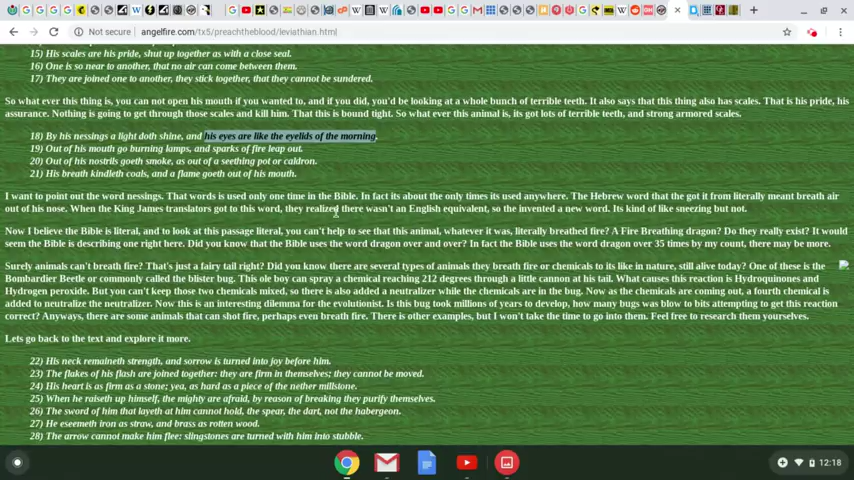 angelfire.com/tx5/preachtheblood/leviathan.html
15) His scales are his pride, shut up together as with a close seal.
16) One is so near to another, that no air can come between them.
17) They are joined one to another, they stick together, that they cannot be sundered.
So what ever this thing is, you can not open his mouth if you wanted to, and if you did, you'd be looking at a whole bunch of terrible teeth. It also says that this thing also has scales. That is his pride, his
assurance. Nothing is going to get through those scales and kill him. That this is bound tight. So what ever this animal is, its got lots of terrible teeth, and strong armored scales.
18) By his nessings a light doth shine, and his eyes are like the eyelids of the morning.
19) Out of his mouth go burning lamps, and sparks of fire leap out.
20) Out of his nostrils goeth smoke, as out of a seething pot or caldron.
21) His breath kindleth coals, and a flame goeth out of his mouth.
I want to point out the word nessings. That words is used only one time in the Bible. In fact its about the only times its used anywhere. The Hebrew word that the got it from literally meant breath air
out of his nose. When the King James translators got to this word, they realized there wasn't an English equivalent, so the invented a new word. Its kind of like sneezing but not.
Now I believe the Bible is literal, and to look at this passage literal, you can't help to see that this animal, whatever it was, literally breathed fire? A Fire Breathing dragon? Do they really exist? It would
seem the Bible is describing one right here. Did you know that the Bible uses the word dragon over and over? In fact the Bible uses the word dragon over 35 times by my count, there may be more.
Surely animals can't breath fire? That's just a fairy tail right? Did you know there are several types of animals they breath fire or chemicals to its like in nature, still alive today? One of these is the
Bombardier Beetle or commonly called the blister bug. This ole boy can spray a chemical reaching 212 degrees through a little cannon at his tail. What causes this reaction is Hydroquinones and
Hydrogen peroxide. But you can't keep those two chemicals mixed, so there is also added a neutralizer while the chemicals are in the bug. Now as the chemicals are coming out, a fourth chemical is
added to neutralize the neutralizer. Now this is an interesting dilemma for the evolutionist. Is this bug took millions of years to develop, how many bugs was blow to bits attempting to get this reaction
correct? Anyways, there are some animals that can shot fire, perhaps even breath fire. There is other examples, but I won't take the time to go into them. Feel free to research them yourselves.
Lets go back to the text and explore it more.
22) His neck remaineth strength, and sorrow is turned into joy before him.
23) The flakes of his flash are joined together: they are firm in themselves; they cannot be moved.
24) His heart is as firm as a stone; yea, as hard as a piece of the nether millstone.
25) When he raiseth up himself, the mighty are afraid, by reason of breaking they purify themselves.
26) The sword of him that layeth at him cannot hold, the spear, the dart, not the habergeon.
27) He eseemeth iron as straw, and brass as rotten wood.
28) The arrow cannot make him flee: slingstones are turned with him into stubble.
12:18